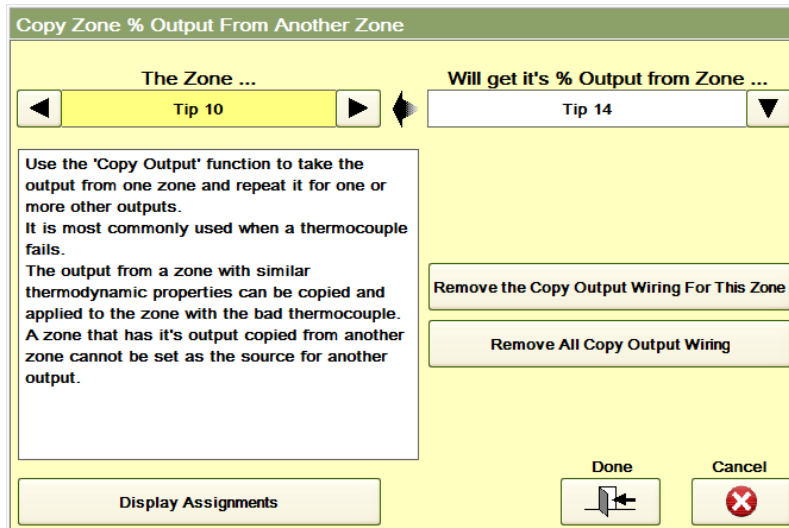 Copy Zone % Output From Another Zone
The Zone ...
Will get it's % Output from Zone ...
Tip 10
Tip 14
Use the 'Copy Output' function to take the
output from one zone and repeat it for one or
more other outputs.
It is most commonly used when a thermocouple
fails.
The output from a zone with similar
thermodynamic properties can be copied and
applied to the zone with the bad thermocouple.
A zone that has it's output copied from another
zone cannot be set as the source for another
output.
Remove the Copy Output Wiring For This Zone
Remove All Copy Output Wiring
Done
Cancel
Display Assignments